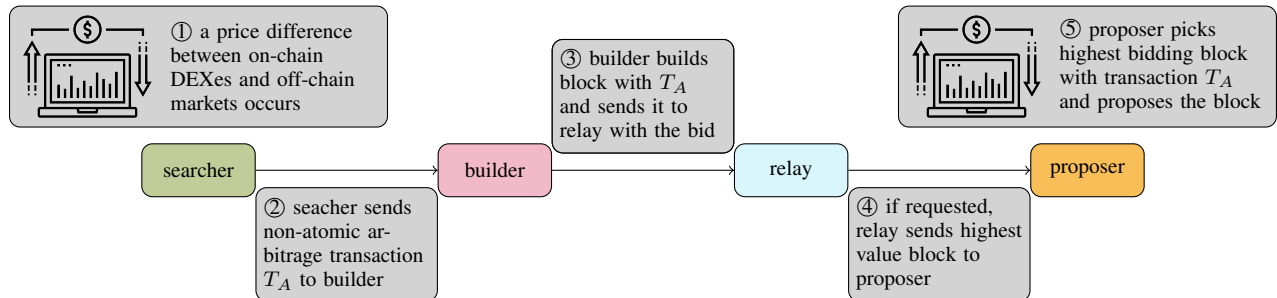 ① a price difference
between on-chain
DEXes and off-chain
markets occurs
③ builder builds
block with T_A
and sends it to
relay with the bid
⑤ proposer picks
highest bidding block
with transaction T_A
and proposes the block
searcher
builder
relay
proposer
② seacher sends
non-atomic ar-
bitrage transaction
T_A to builder
④ if requested,
relay sends highest
value block to
proposer
$
$